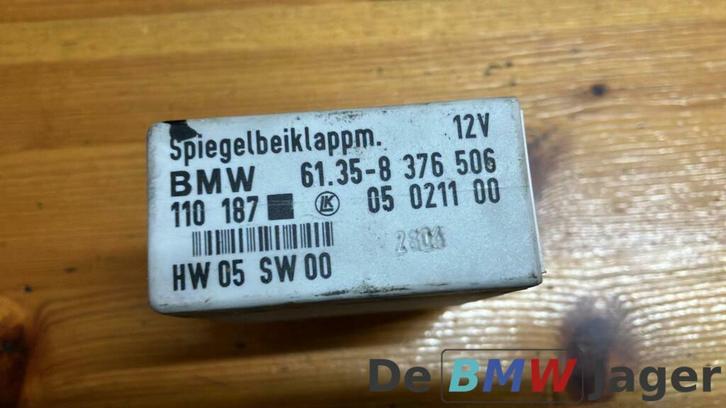 Spiegelbeiklappm. 12V
BMW 61.35-8 376 506
110 187 LK 05 0211 00
2804
HW 05 SW 00
De BMW Jager